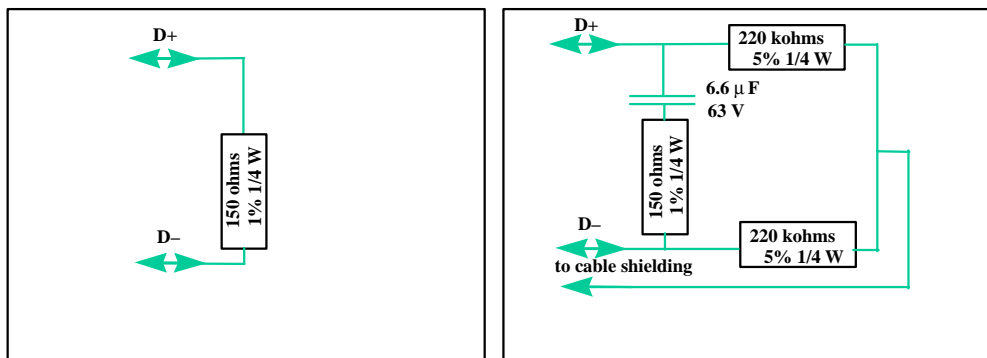 D+
150 ohms
1% 1/4 W
D–
D+
220 kohms
5% 1/4 W
6.6 μ F
63 V
150 ohms
1% 1/4 W
D–
220 kohms
5% 1/4 W
to cable shielding